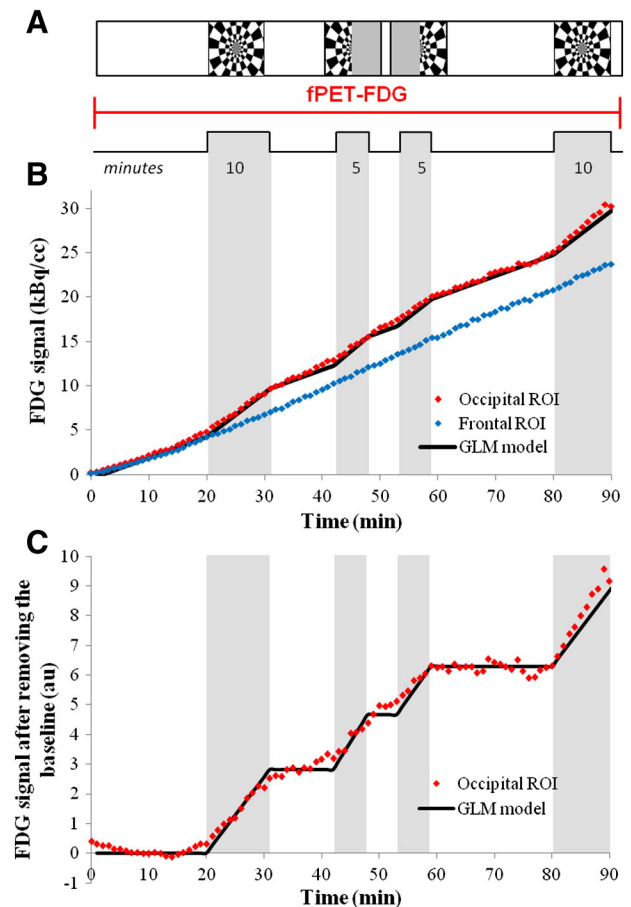 A
fPET-FDG
minutes 10 5 5 10
B
FDG signal (kBq/cc)
30
25
20
15
10
5
0
Occipital ROI
Frontal ROI
GLM model
0 10 20 30 40 50 60 70 80 90
Time (min)
C
FDG signal after removing the
baseline (au)
10
9
8
7
6
5
4
3
2
1
0
-1
Occipital ROI
GLM model
0 10 20 30 40 50 60 70 80 90
Time (min)